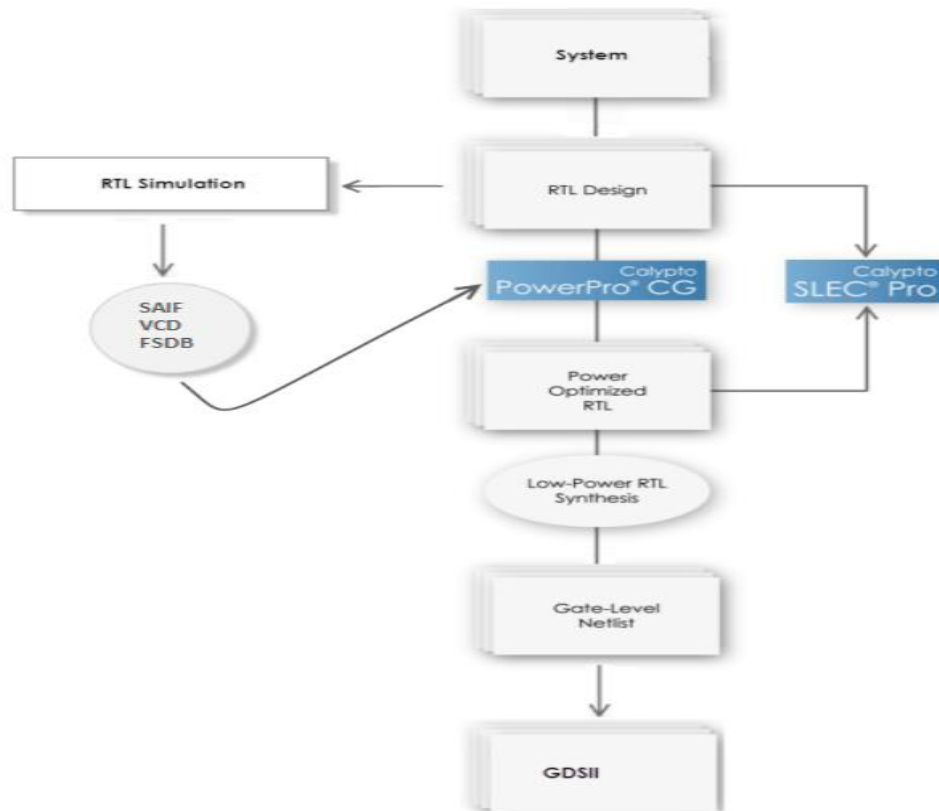 System
RTL Simulation
RTL Design
Calypto
PowerPro® CG
Calypto
SLEC® Pro
SAIF
VCD
FSDB
Power
Optimized
RTL
Low-Power RTL
Synthesis
Gate-Level
Netlist
GDSII